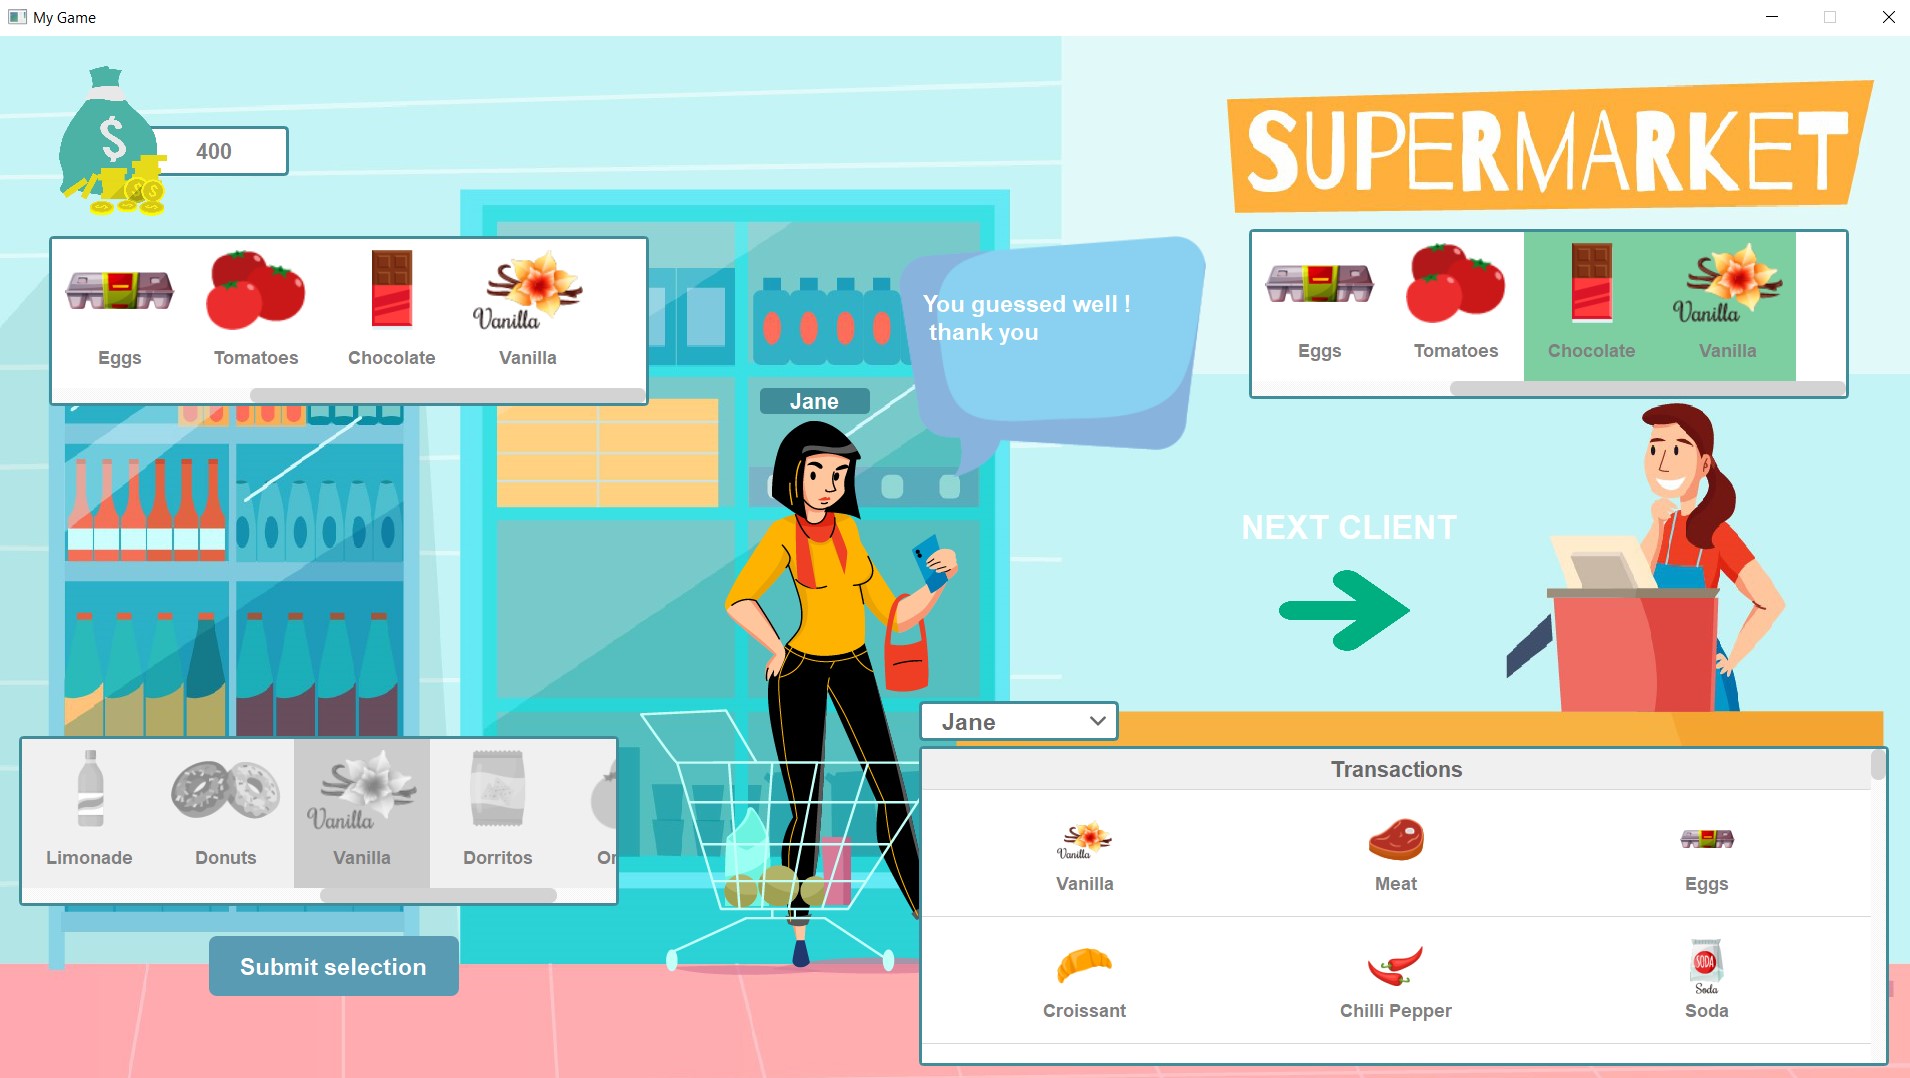 My Game
$
400
SUPERMARKET
Vanilla
Eggs
Tomatoes
Chocolate
Vanilla
Vanilla
Eggs
Tomatoes
Chocolate
Vanilla
You guessed well !
thank you
Jane
NEXT CLIENT
Jane
Vanilla
Limonade
Donuts
Vanilla
Dorritos
Or
Submit selection
Transactions
Vanilla
Vanilla
Meat
Eggs
SODA
Soda
Croissant
Chilli Pepper
Soda